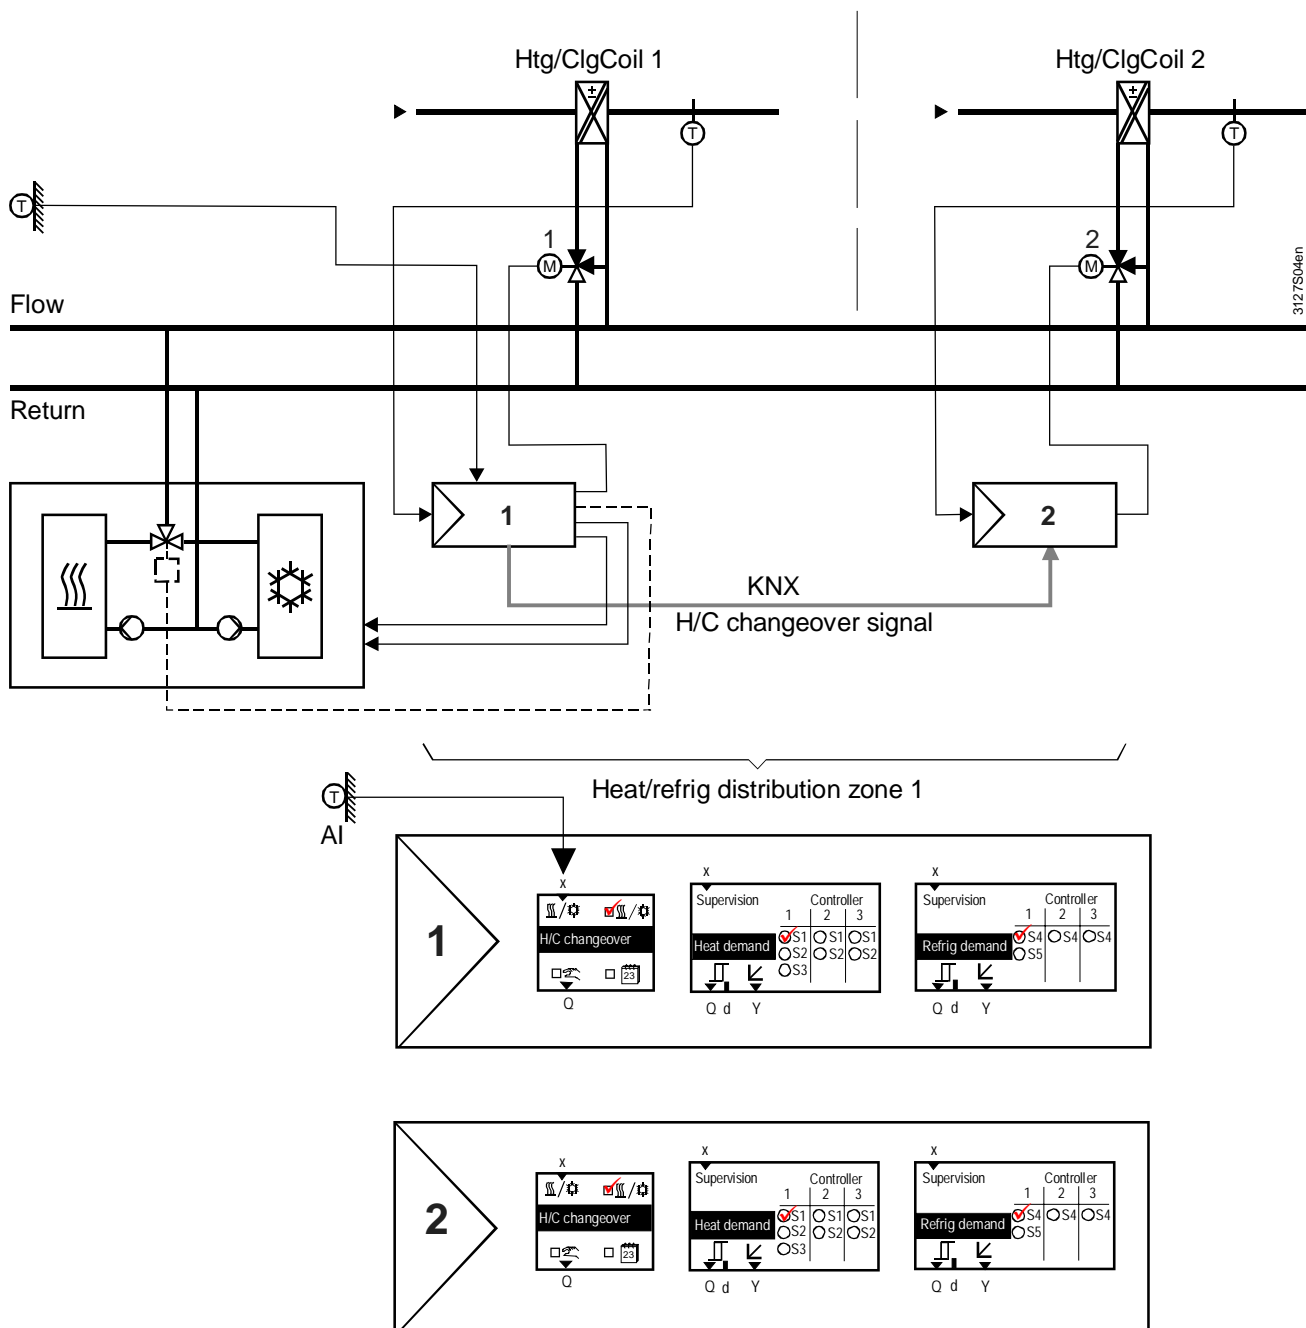 Htg/ClgCoil 1
Htg/ClgCoil 2
T
T
T
1
2
M
M
3127S04en
Flow
Return
1
2
KNX
H/C changeover signal
Heat/refrig distribution zone 1
T
AI
1
x
H/C changeover
23
Q
x
Supervision
Controller
1 2 3
Heat demand
S1 S1 S1
S2 S2 S2
S3
Q d Y
x
Supervision
Controller
1 2 3
Refrig demand
S4 S4 S4
S5
Q d Y
2
x
H/C changeover
23
Q
x
Supervision
Controller
1 2 3
Heat demand
S1 S1 S1
S2 S2 S2
S3
Q d Y
x
Supervision
Controller
1 2 3
Refrig demand
S4 S4 S4
S5
Q d Y